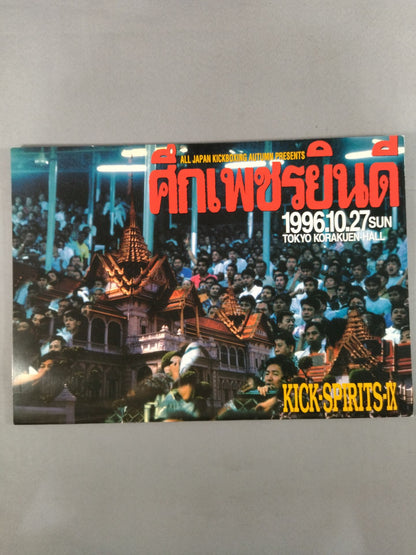 ALL JAPAN KICKBOXING AUTUMN PRESENTS
ศึกเพชรยินดี
1996.10.27SUN
TOKYO KORAKUEN HALL
KICK-SPIRITS-IX